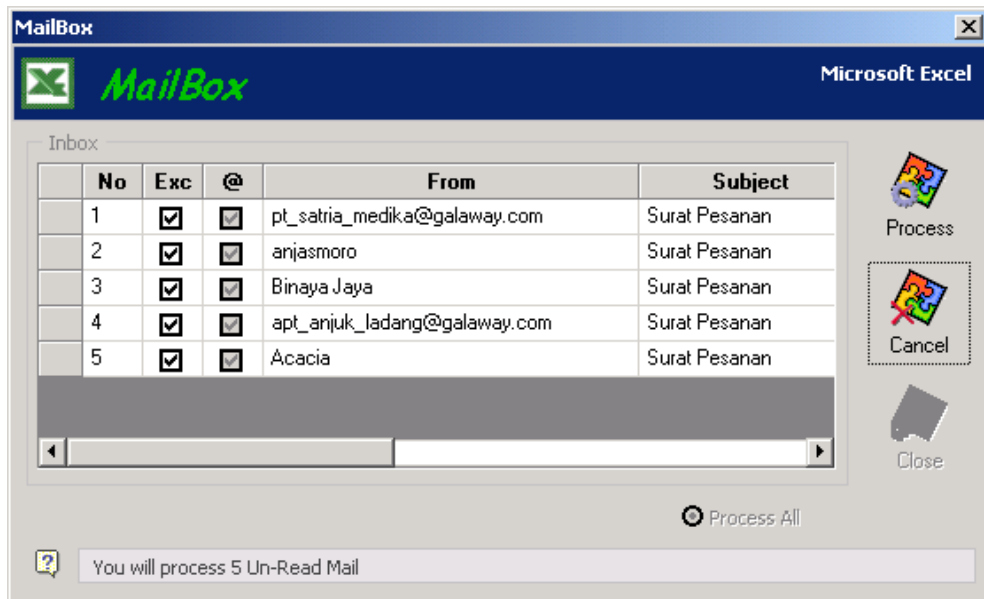 MailBox
MailBox
Microsoft Excel
Inbox
No Exc @ From Subject
1 pt_satria_medika@galaway.com Surat Pesanan
2 anjasmoro Surat Pesanan
3 Binaya Jaya Surat Pesanan
4 apt_anjuk_ladang@galaway.com Surat Pesanan
5 Acacia Surat Pesanan
Process
Cancel
Close
Process All
You will process 5 Un-Read Mail